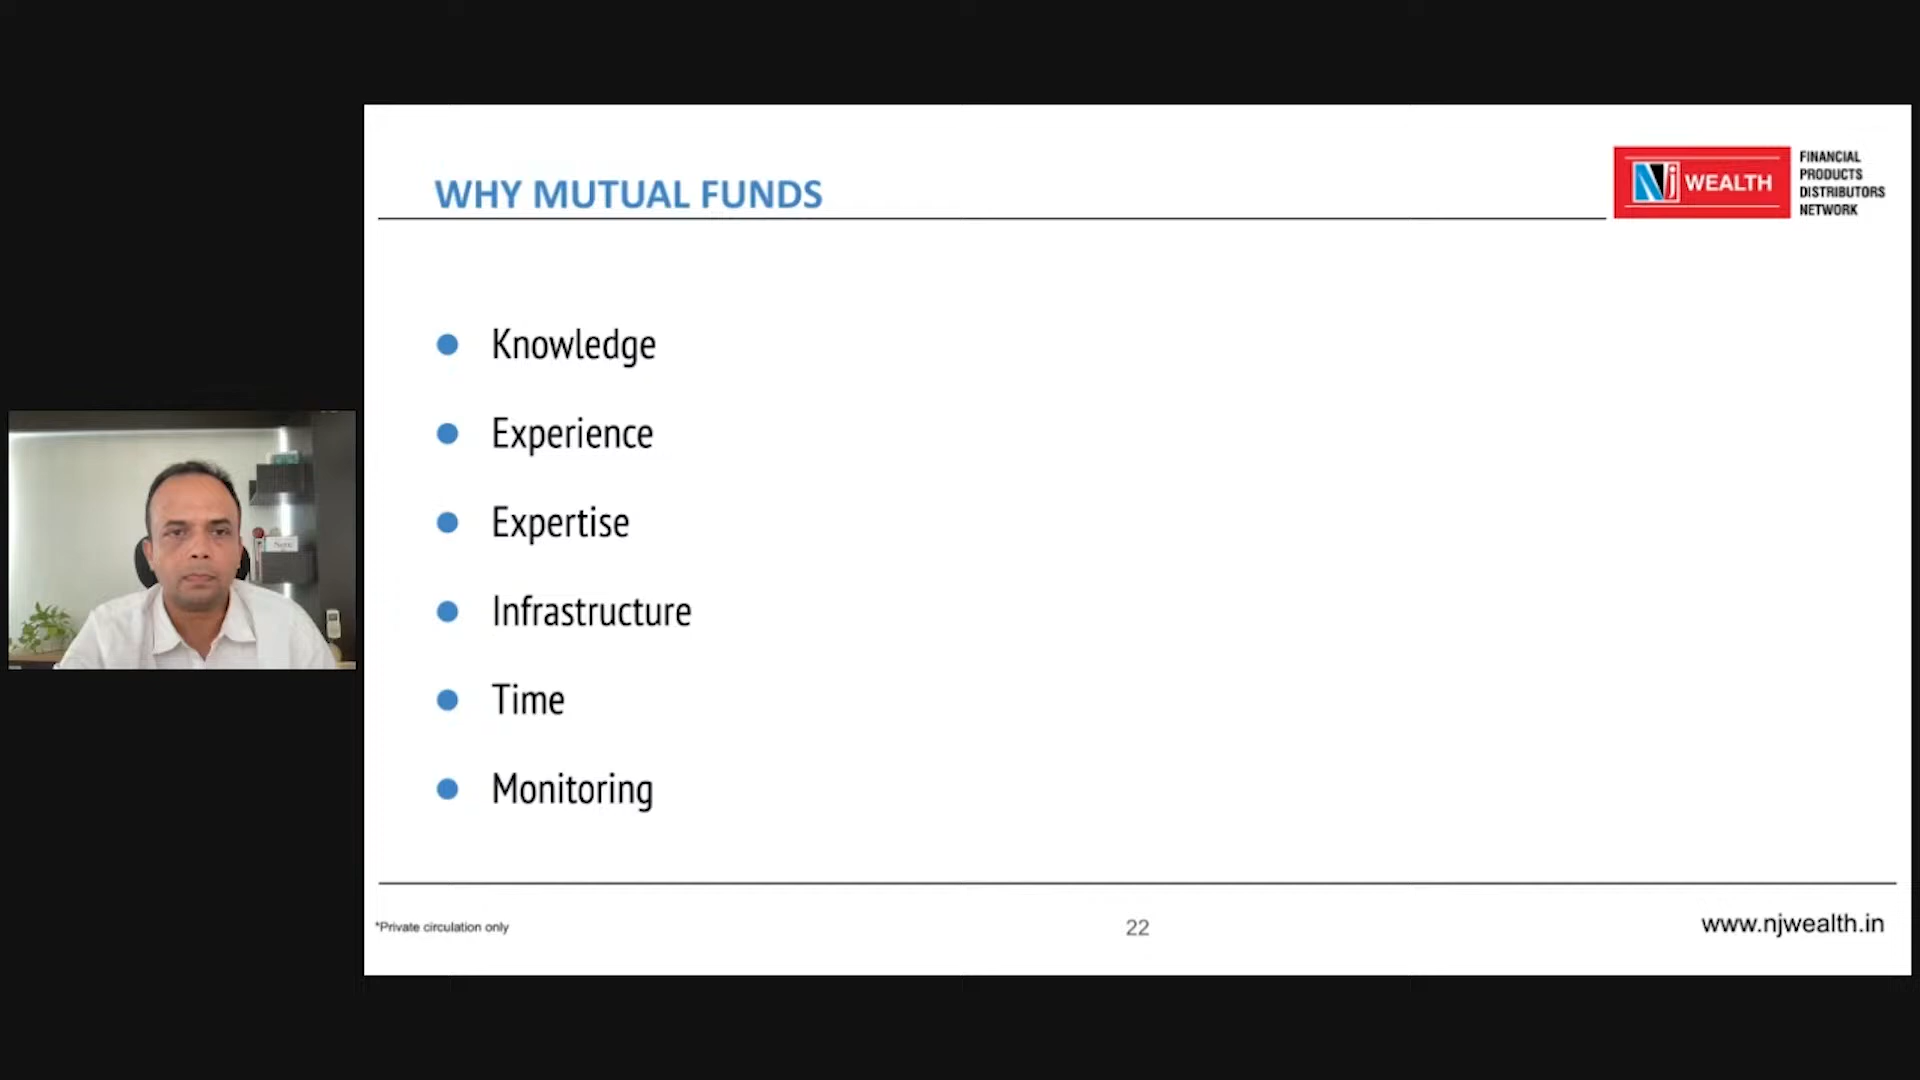 WHY MUTUAL FUNDS
Nj WEALTH
FINANCIAL
PRODUCTS
DISTRIBUTORS
NETWORK
Knowledge
Experience
Expertise
Infrastructure
Time
Monitoring
*Private circulation only
22
www.njwealth.in